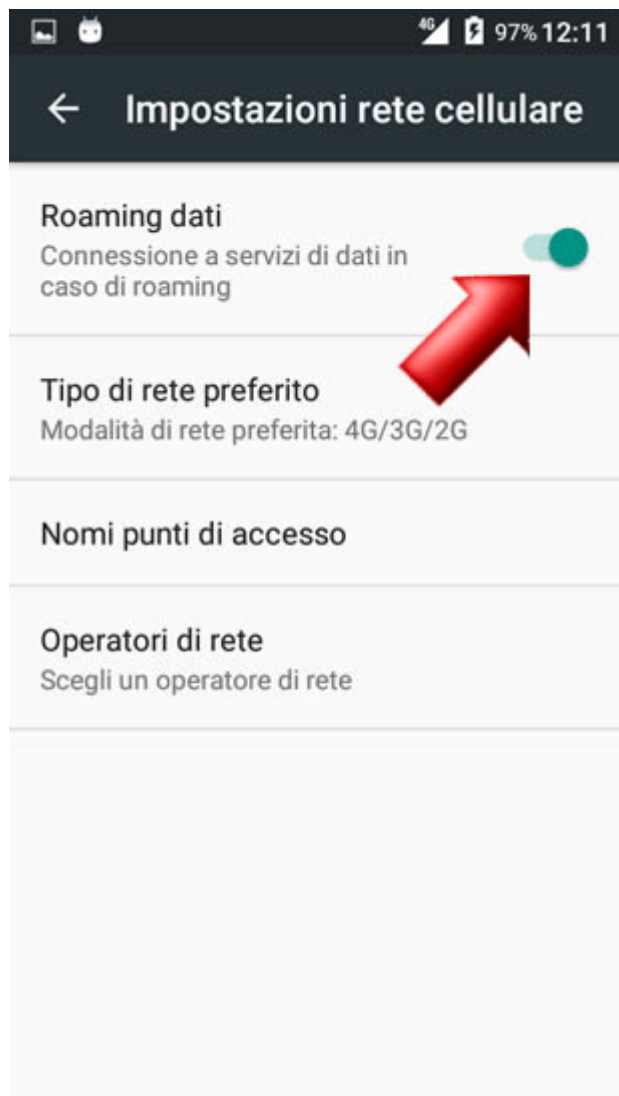 4G 97% 12:11
Impostazioni rete cellulare
Roaming dati
Connessione a servizi di dati in
caso di roaming
Tipo di rete preferito
Modalità di rete preferita: 4G/3G/2G
Nomi punti di accesso
Operatori di rete
Scegli un operatore di rete